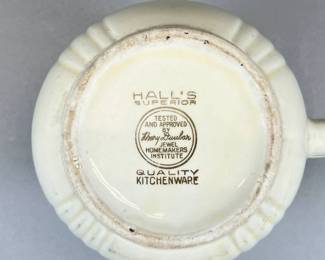 HALL'S
SUPERIOR
TESTED
AND APPROVED
BY
Mary Dunbar
JEWEL
HOMEMAKERS
INSTITUTE
QUALITY
KITCHENWARE